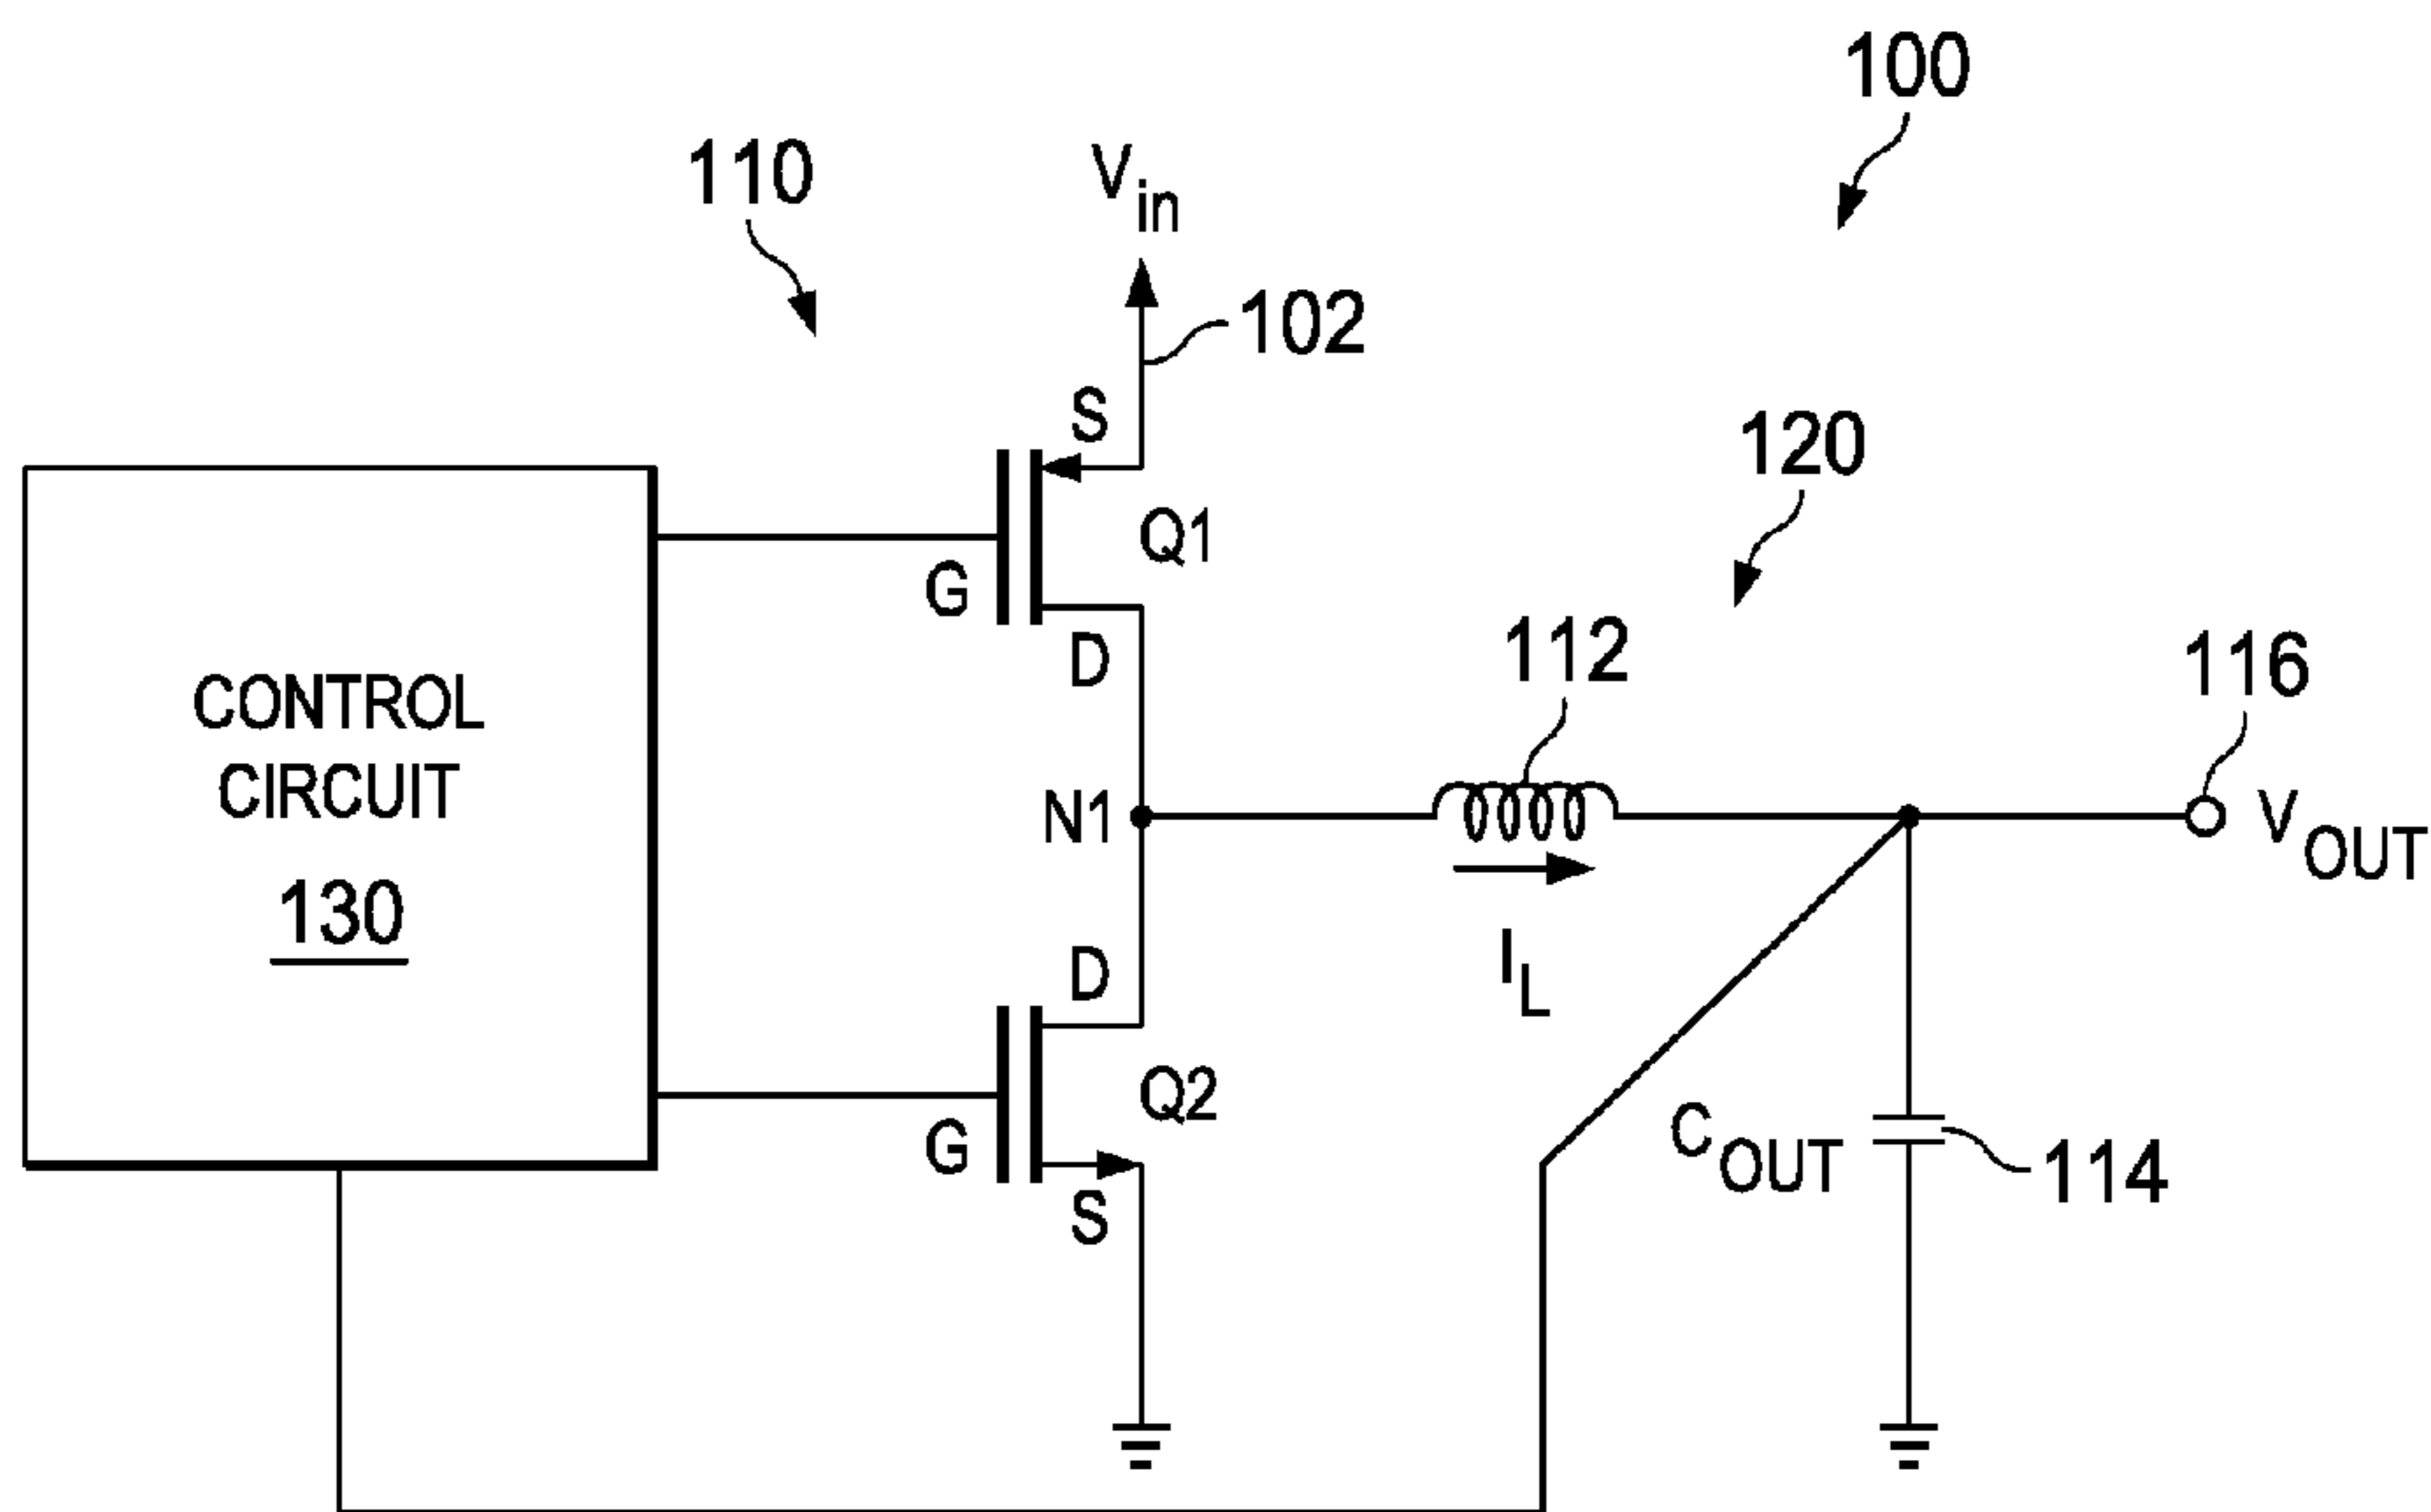 100
110
Vin
102
S
120
Q1
G
D
112
116
CONTROL
CIRCUIT
130
N1
VOUT
IL
D
Q2
G
COUT
114
S